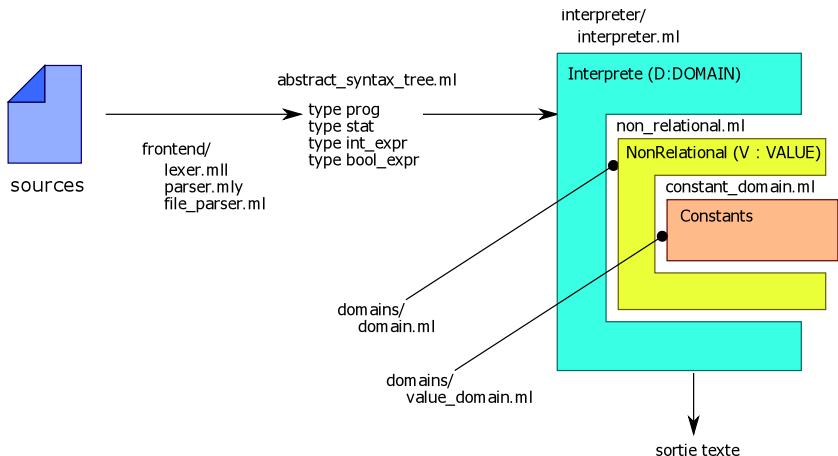 interpreter/
interpreter.ml
Interprete (D:DOMAIN)
abstract_syntax_tree.ml
type prog
type stat
type int_expr
type bool_expr
non_relational.ml
frontend/
lexer.mll
parser.mly
file_parser.ml
NonRelational (V : VALUE)
sources
constant_domain.ml
Constants
domains/
domain.ml
domains/
value_domain.ml
sortie texte